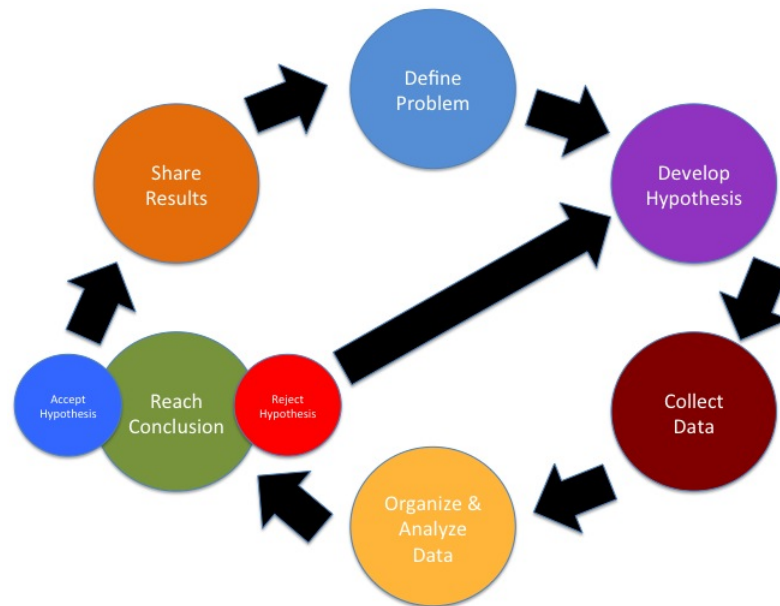 Define
Problem
Develop
Hypothesis
Collect
Data
Organize &
Analyze
Data
Reach
Conclusion
Accept
Hypothesis
Reject
Hypothesis
Share
Results